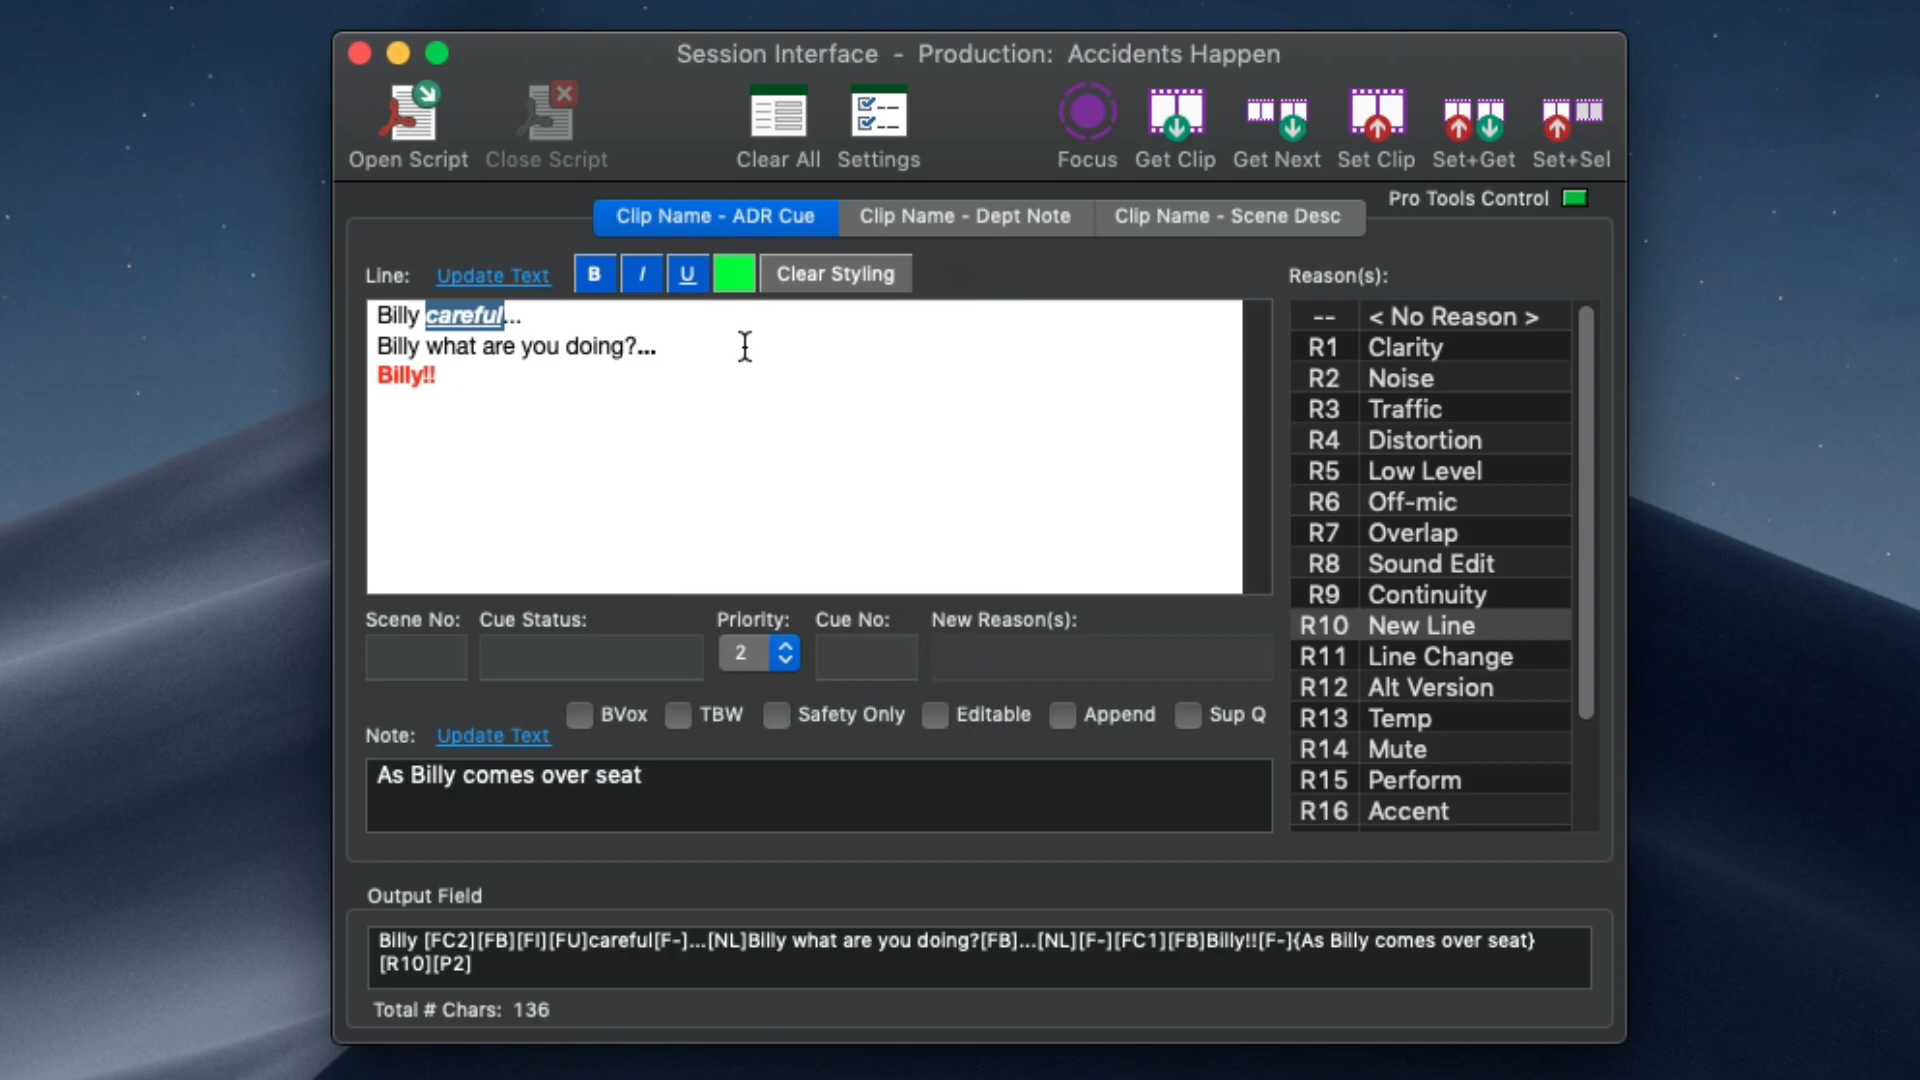 Session Interface - Production: Accidents Happen
Open Script
Close Script
Clear All
Settings
Focus
Get Clip
Get Next
Set Clip
Set+Get
Set+Sel
Pro Tools Control
Clip Name - ADR Cue
Clip Name - Dept Note
Clip Name - Scene Desc
Line: Update Text B I U Clear Styling
Billy careful...
Billy what are you doing?...
Billy!!
Reason(s):
-- < No Reason >
R1 Clarity
R2 Noise
R3 Traffic
R4 Distortion
R5 Low Level
R6 Off-mic
R7 Overlap
R8 Sound Edit
R9 Continuity
R10 New Line
R11 Line Change
R12 Alt Version
R13 Temp
R14 Mute
R15 Perform
R16 Accent
Scene No: Cue Status: Priority: Cue No: New Reason(s):
2
BVox TBW Safety Only Editable Append Sup Q
Note: Update Text
As Billy comes over seat
Output Field
Billy [FC2][FB][FI][FU]careful[F-]...[NL]Billy what are you doing?[FB]...[NL][F-][FC1][FB]Billy!![F-]{As Billy comes over seat}
[R10][P2]
Total # Chars: 136